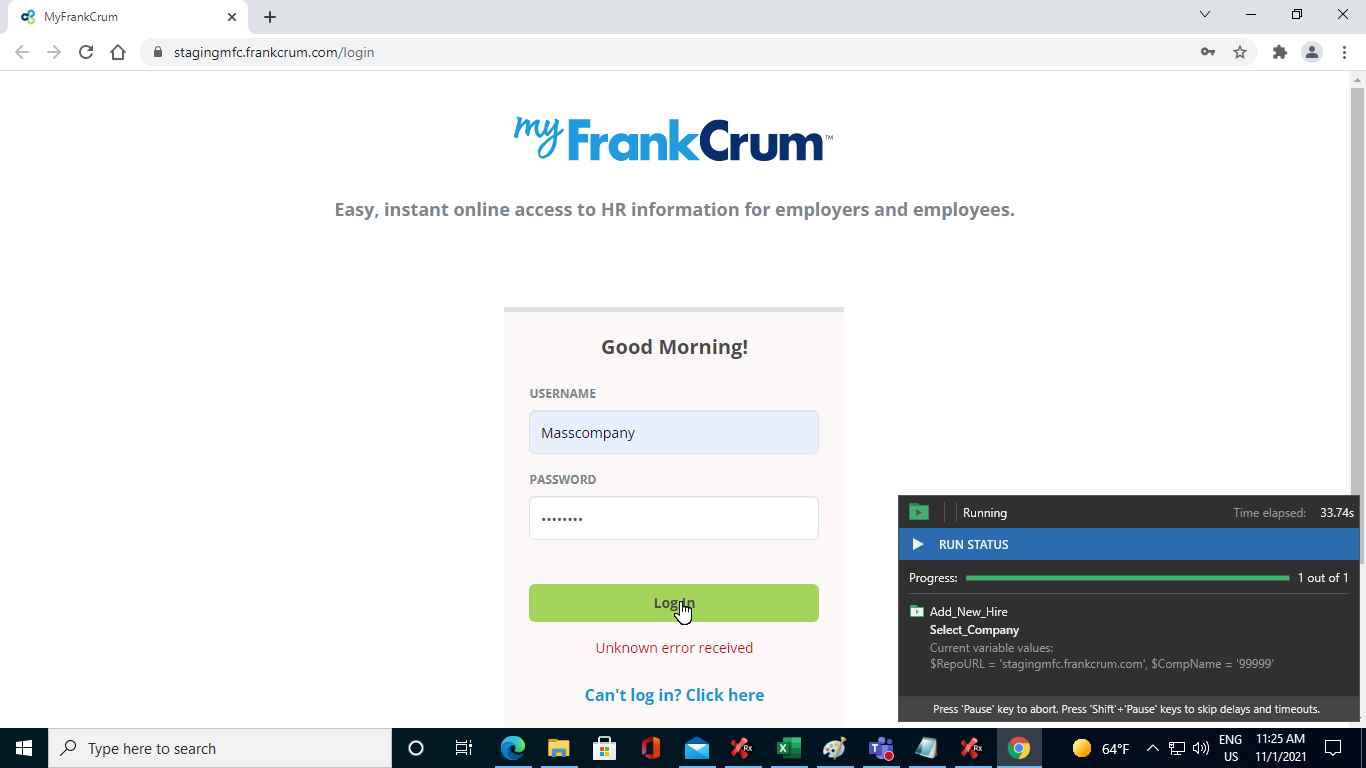 MyFrankCrum
stagingmfc.frankcrum.com/login
my FrankCrum™
Easy, instant online access to HR information for employers and employees.
Good Morning!
USERNAME
Masscompany
PASSWORD
••••••••
Log In
Unknown error received
Can't log in? Click here
Running
Time elapsed: 33.74s
RUN STATUS
Progress: 1 out of 1
Add_New_Hire
Select_Company
Current variable values:
$RepoURL = 'stagingmfc.frankcrum.com', $CompName = '99999'
Press 'Pause' key to abort. Press 'Shift'+'Pause' keys to skip delays and timeouts.
Type here to search
Rx
Rx
64°F
ENG
US
11:25 AM
11/1/2021